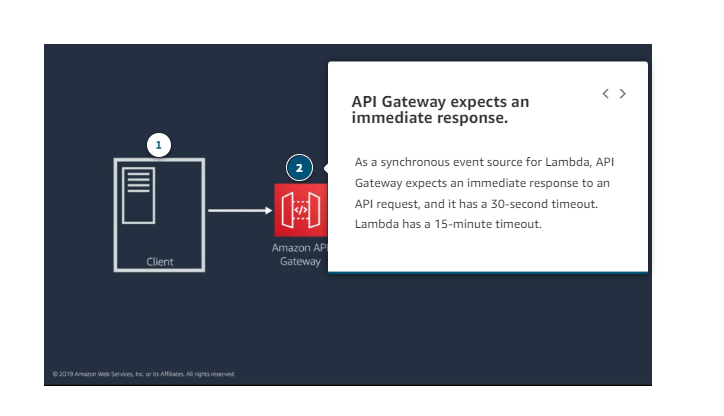 API Gateway expects an
immediate response.
As a synchronous event source for Lambda, API
Gateway expects an immediate response to an
API request, and it has a 30-second timeout.
Lambda has a 15-minute timeout.
1
2
</>
Client
Amazon API
Gateway
© 2019 Amazon Web Services, Inc. or its Affiliates. All rights reserved.